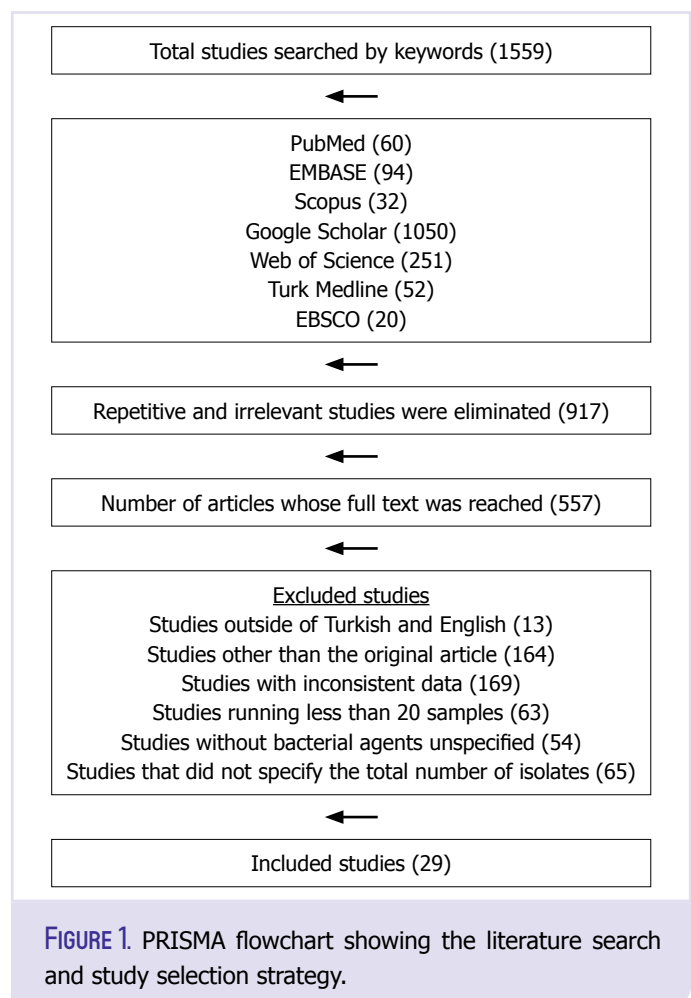 Total studies searched by keywords (1559)
PubMed (60)
EMBASE (94)
Scopus (32)
Google Scholar (1050)
Web of Science (251)
Turk Medline (52)
EBSCO (20)
Repetitive and irrelevant studies were eliminated (917)
Number of articles whose full text was reached (557)
Excluded studies
Studies outside of Turkish and English (13)
Studies other than the original article (164)
Studies with inconsistent data (169)
Studies running less than 20 samples (63)
Studies without bacterial agents unspecified (54)
Studies that did not specify the total number of isolates (65)
Included studies (29)
FIGURE 1. PRISMA flowchart showing the literature search
and study selection strategy.